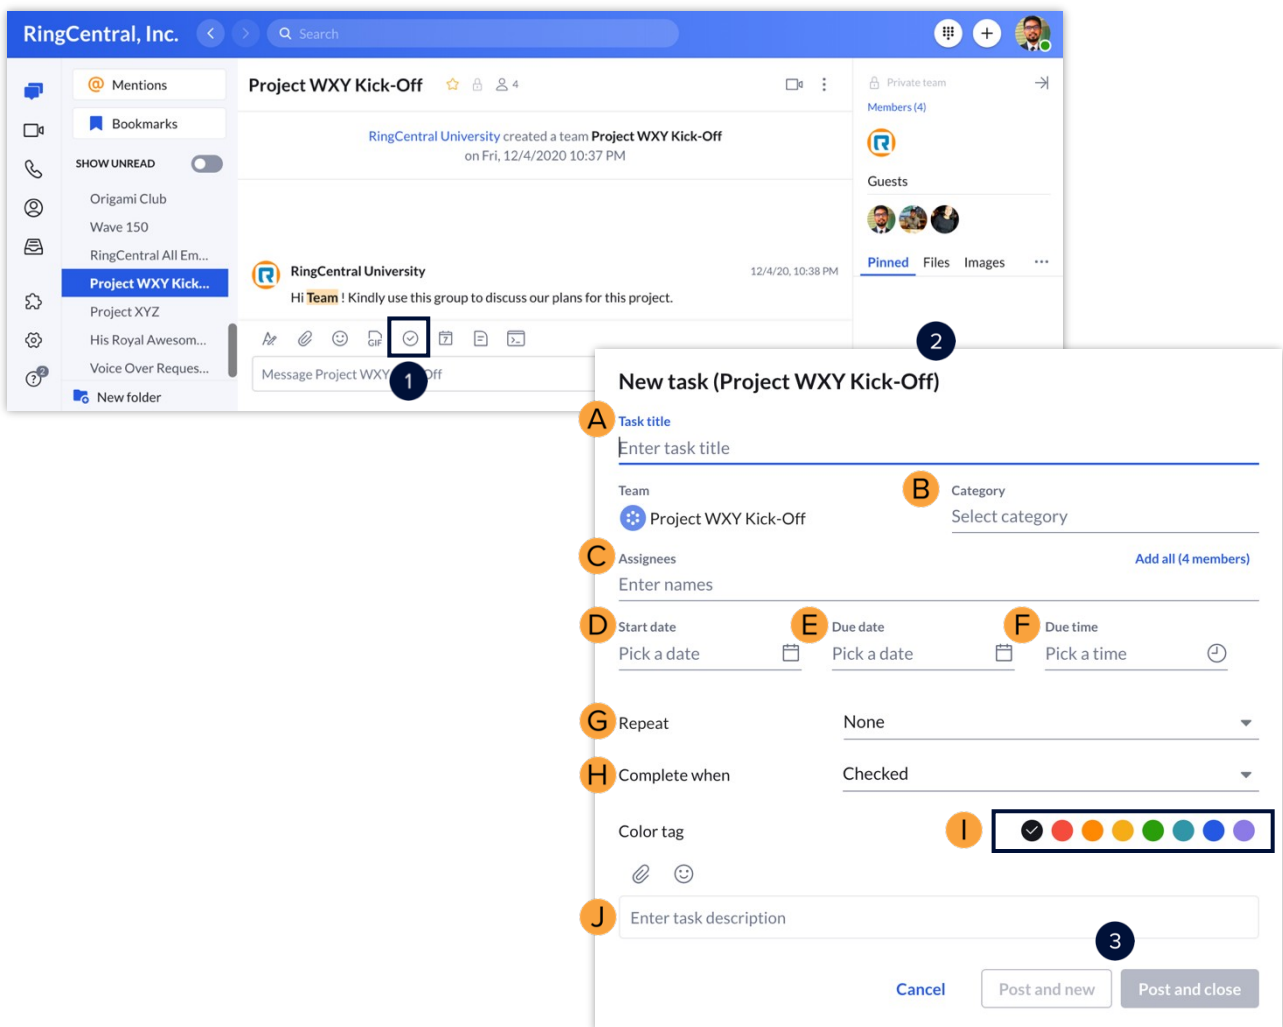 RingCentral, Inc.
Search
Mentions
Bookmarks
SHOW UNREAD
Origami Club
Wave 150
RingCentral All Em...
Project WXY Kick...
Project XYZ
His Royal Awesom...
Voice Over Reques...
New folder
2
Project WXY Kick-Off
4
RingCentral University created a team Project WXY Kick-Off
on Fri, 12/4/2020 10:37 PM
RingCentral University
12/4/20, 10:38 PM
Hi Team ! Kindly use this group to discuss our plans for this project.
GIF
7
Message Project WXY Off
1
Private team
Members (4)
R
Guests
Pinned Files Images
2
New task (Project WXY Kick-Off)
A Task title
Enter task title
Team
Project WXY Kick-Off
B Category
Select category
C Assignees
Add all (4 members)
Enter names
D Start date
Pick a date
E Due date
Pick a date
F Due time
Pick a time
G Repeat
None
H Complete when
Checked
Color tag
I
J Enter task description
3
Cancel
Post and new
Post and close